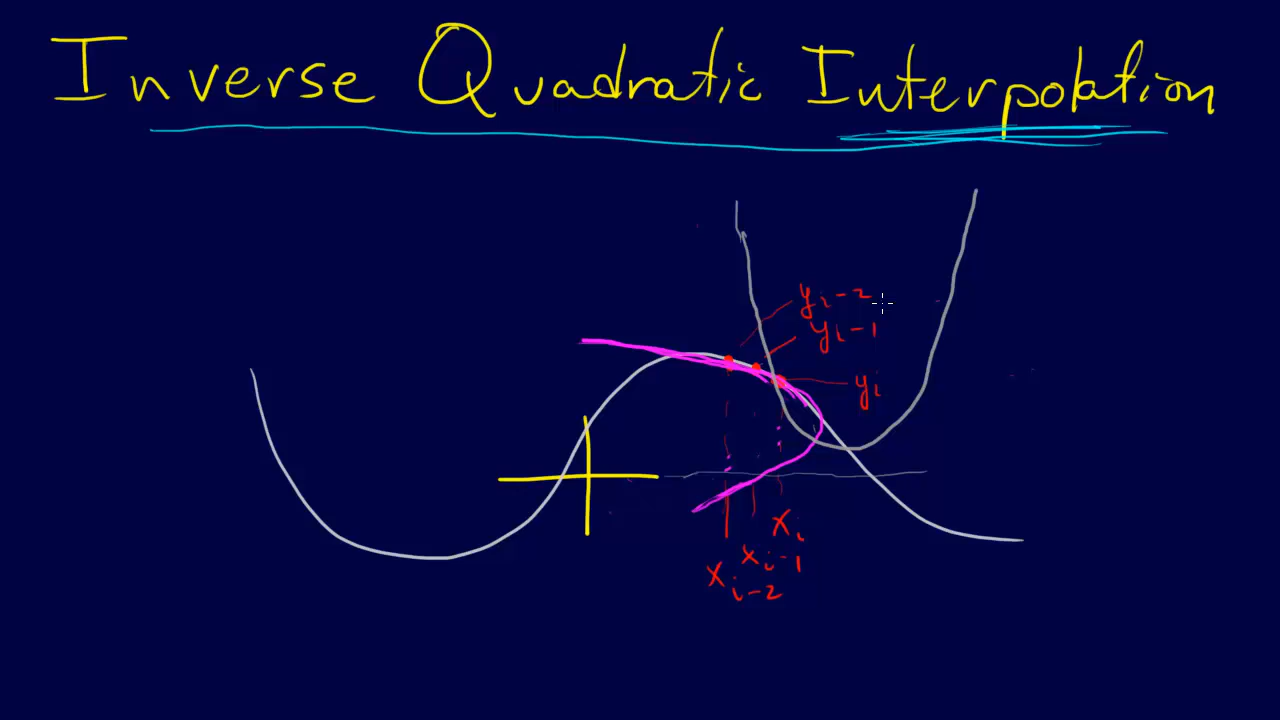 Inverse Quadratic Interpolation
yi-2
yi-1
yi
xi
xi-1
xi-2